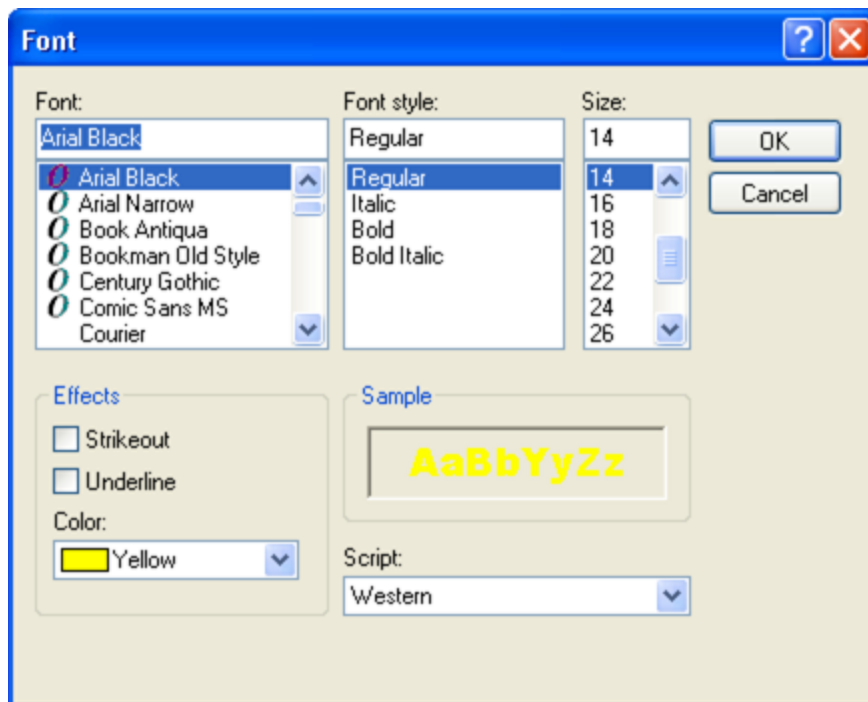 Font
Font:
Font style:
Size:
Arial Black
Regular
14
OK
Cancel
Arial Black
Arial Narrow
Book Antiqua
Bookman Old Style
Century Gothic
Comic Sans MS
Courier
Regular
Italic
Bold
Bold Italic
14
16
18
20
22
24
26
Effects
Strikeout
Underline
Color:
Yellow
Sample
AaBbYyZz
Script:
Western